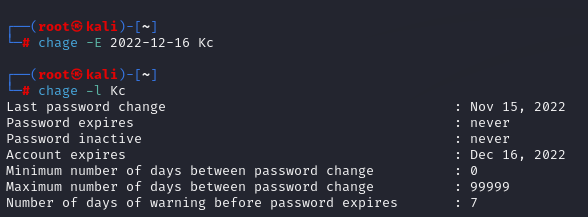 ┌──(root㉿kali)-[~]
└─# chage -E 2022-12-16 Kc
┌──(root㉿kali)-[~]
└─# chage -l Kc
Last password change : Nov 15, 2022
Password expires : never
Password inactive : never
Account expires : Dec 16, 2022
Minimum number of days between password change : 0
Maximum number of days between password change : 99999
Number of days of warning before password expires : 7